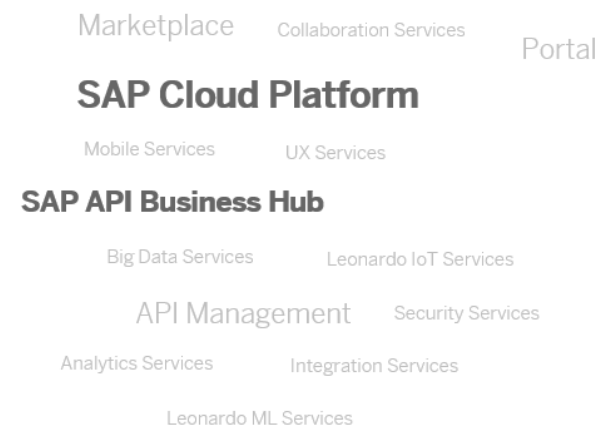 Marketplace
Collaboration Services
Portal
SAP Cloud Platform
Mobile Services
UX Services
SAP API Business Hub
Big Data Services
Leonardo IoT Services
API Management
Security Services
Analytics Services
Integration Services
Leonardo ML Services